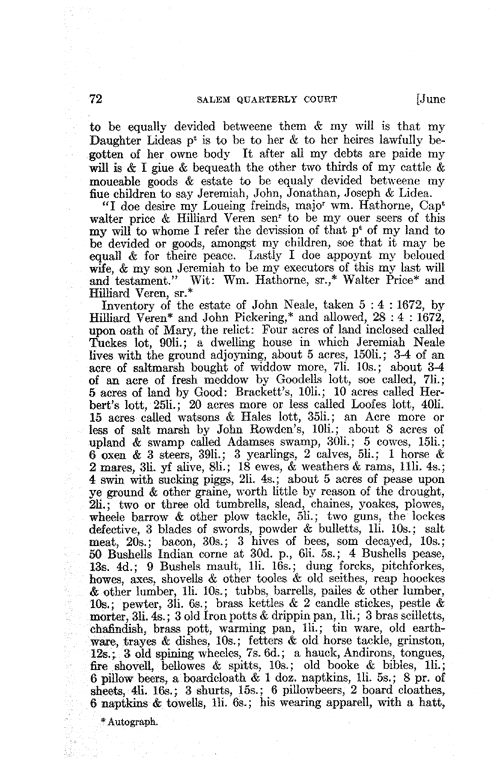 72 SALEM QUARTERLY COURT [June
to be equally devided betweene them & my will is that my
Daughter Lideas pᵗ is to be to her & to her heires lawfully be-
gotten of her owne body It after all my debts are paide my
will is & I giue & bequeath the other two thirds of my cattle &
moueable goods & estate to be equaly devided betweene my
fiue children to say Jeremiah, John, Jonathan, Joseph & Lidea.
"I doe desire my Loueing freinds, majoʳ wm. Hathorne, Capᵗ
walter price & Hilliard Veren senʳ to be my ouer seers of this
my will to whome I refer the devission of that pᵗ of my land to
be devided or goods, amongst my children, soe that it may be
equall & for theire peace. Lastly I doe appoynt my beloued
wife, & my son Jeremiah to be my executors of this my last will
and testament." Wit: Wm. Hathorne, sr.,* Walter Price* and
Hilliard Veren, sr.*
Inventory of the estate of John Neale, taken 5 : 4 : 1672, by
Hilliard Veren* and John Pickering,* and allowed, 28 : 4 : 1672,
upon oath of Mary, the relict: Four acres of land inclosed called
Tuckes lot, 90li.; a dwelling house in which Jeremiah Neale
lives with the ground adjoyning, about 5 acres, 150li.; 3-4 of an
acre of saltmarsh bought of widdow more, 7li. 10s.; about 3-4
of an acre of fresh meddow by Goodells lott, soe called, 7li.;
5 acres of land by Good: Brackett's, 10li.; 10 acres called Her-
bert's lott, 25li.; 20 acres more or less called Loofes lott, 40li.
15 acres called watsons & Hales lott, 35li.; an Acre more or
less of salt marsh by John Rowden's, 10li.; about 8 acres of
upland & swamp called Adamses swamp, 30li.; 5 cowes, 15li.;
6 oxen & 3 steers, 39li.; 3 yearlings, 2 calves, 5li.; 1 horse &
2 mares, 3li. yf alive, 8li.; 18 ewes, & weathers & rams, 11li. 4s.;
4 swin with sucking piggs, 2li. 4s.; about 5 acres of pease upon
ye ground & other graine, worth little by reason of the drought,
2li.; two or three old tumbrells, slead, chaines, yoakes, plowes,
wheele barrow & other plow tackle, 5li.; two guns, the lockes
defective, 3 blades of swords, powder & bulletts, 1li. 10s.; salt
meat, 20s.; bacon, 30s.; 3 hives of bees, som decayed, 10s.;
50 Bushells Indian corne at 30d. p., 6li. 5s.; 4 Bushells pease,
13s. 4d.; 9 Bushels mault, 1li. 16s.; dung forcks, pitchforkes,
howes, axes, shovells & other tooles & old seithes, reap hoockes
& other lumber, 1li. 10s.; tubbs, barrells, pailes & other lumber,
10s.; pewter, 3li. 6s.; brass kettles & 2 candle stickes, pestle &
morter, 3li. 4s.; 3 old Iron potts & drippin pan, 1li.; 3 bras scilletts,
chafindish, brass pott, warming pan, 1li.; tin ware, old earth-
ware, trayes & dishes, 10s.; fetters & old horse tackle, grinston,
12s.; 3 old spining wheeles, 7s. 6d.; a hauck, Andirons, tongues,
fire shovell, bellowes & spitts, 10s.; old booke & bibles, 1li.;
6 pillow beers, a boardcloath & 1 doz. naptkins, 1li. 5s.; 8 pr. of
sheets, 4li. 16s.; 3 shurts, 15s.; 6 pillowbeers, 2 board cloathes,
6 naptkins & towells, 1li. 6s.; his wearing apparell, with a hatt,
* Autograph.